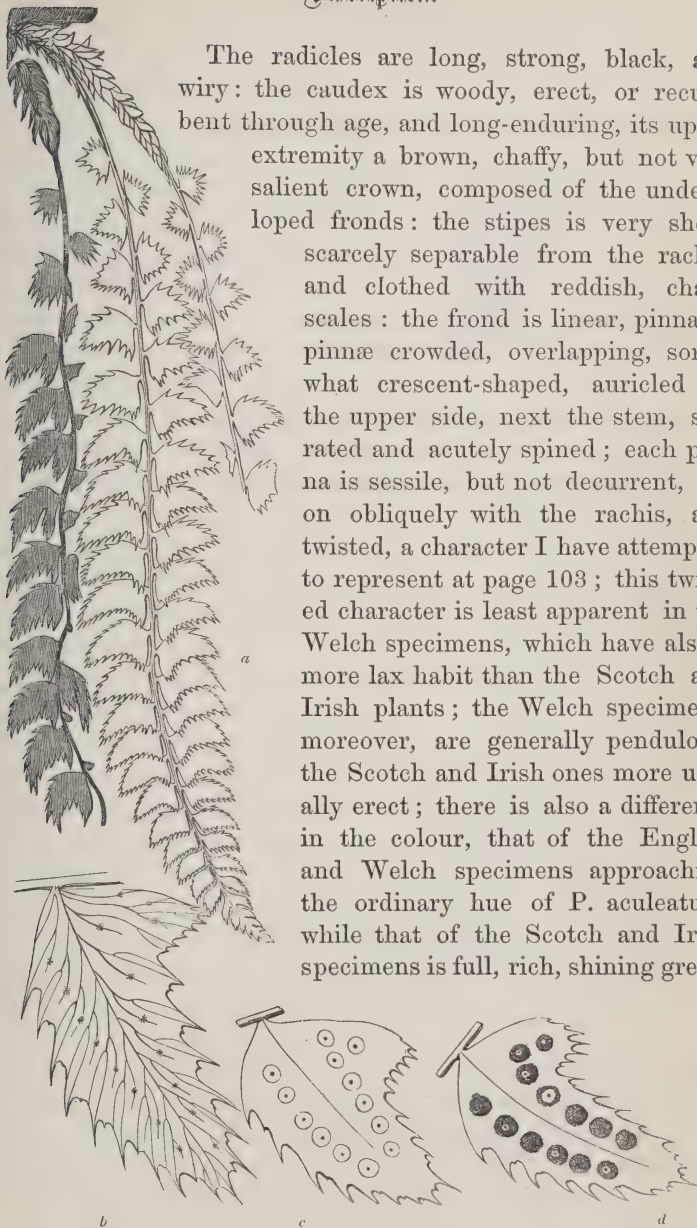 The radicles are long, strong, black, a
wiry : the caudex is woody, erect, or recu
bent through age, and long-enduring, its up
extremity a brown, chaffy, but not v
salient crown, composed of the unde
loped fronds : the stipes is very sho
scarcely separable from the rach
and clothed with reddish, cha
scales : the frond is linear, pinna
pinnæ crowded, overlapping, som
what crescent-shaped, auricled
the upper side, next the stem, s
rated and acutely spined ; each p
na is sessile, but not decurrent,
on obliquely with the rachis, a
twisted, a character I have attemp
to represent at page 103 ; this twi
ed character is least apparent in
Welch specimens, which have als
more lax habit than the Scotch a
Irish plants ; the Welch specime
moreover, are generally pendulo
the Scotch and Irish ones more u
ally erect ; there is also a differen
in the colour, that of the Engl
and Welch specimens approachi
the ordinary hue of P. aculeatu
while that of the Scotch and Ir
specimens is full, rich, shining gre
a
b c d